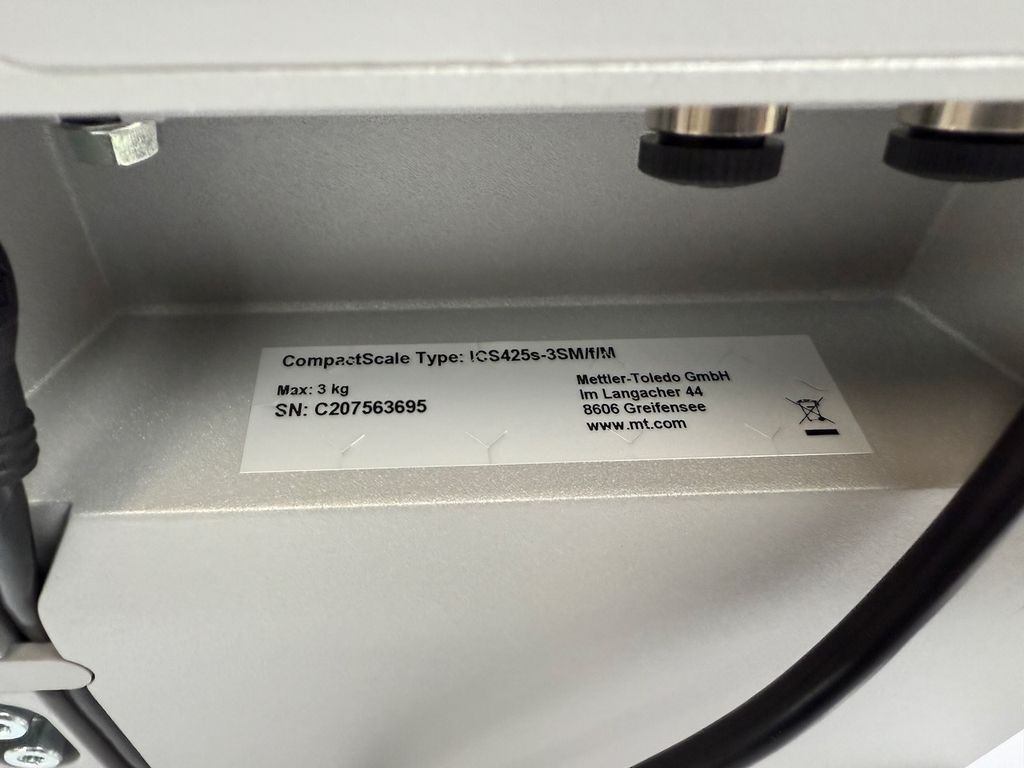 CompactScale Type: ICS425s-3SM/f/M
Max: 3 kg
SN: C207563695
Mettler-Toledo GmbH
Im Langacher 44
8606 Greifensee
www.mt.com